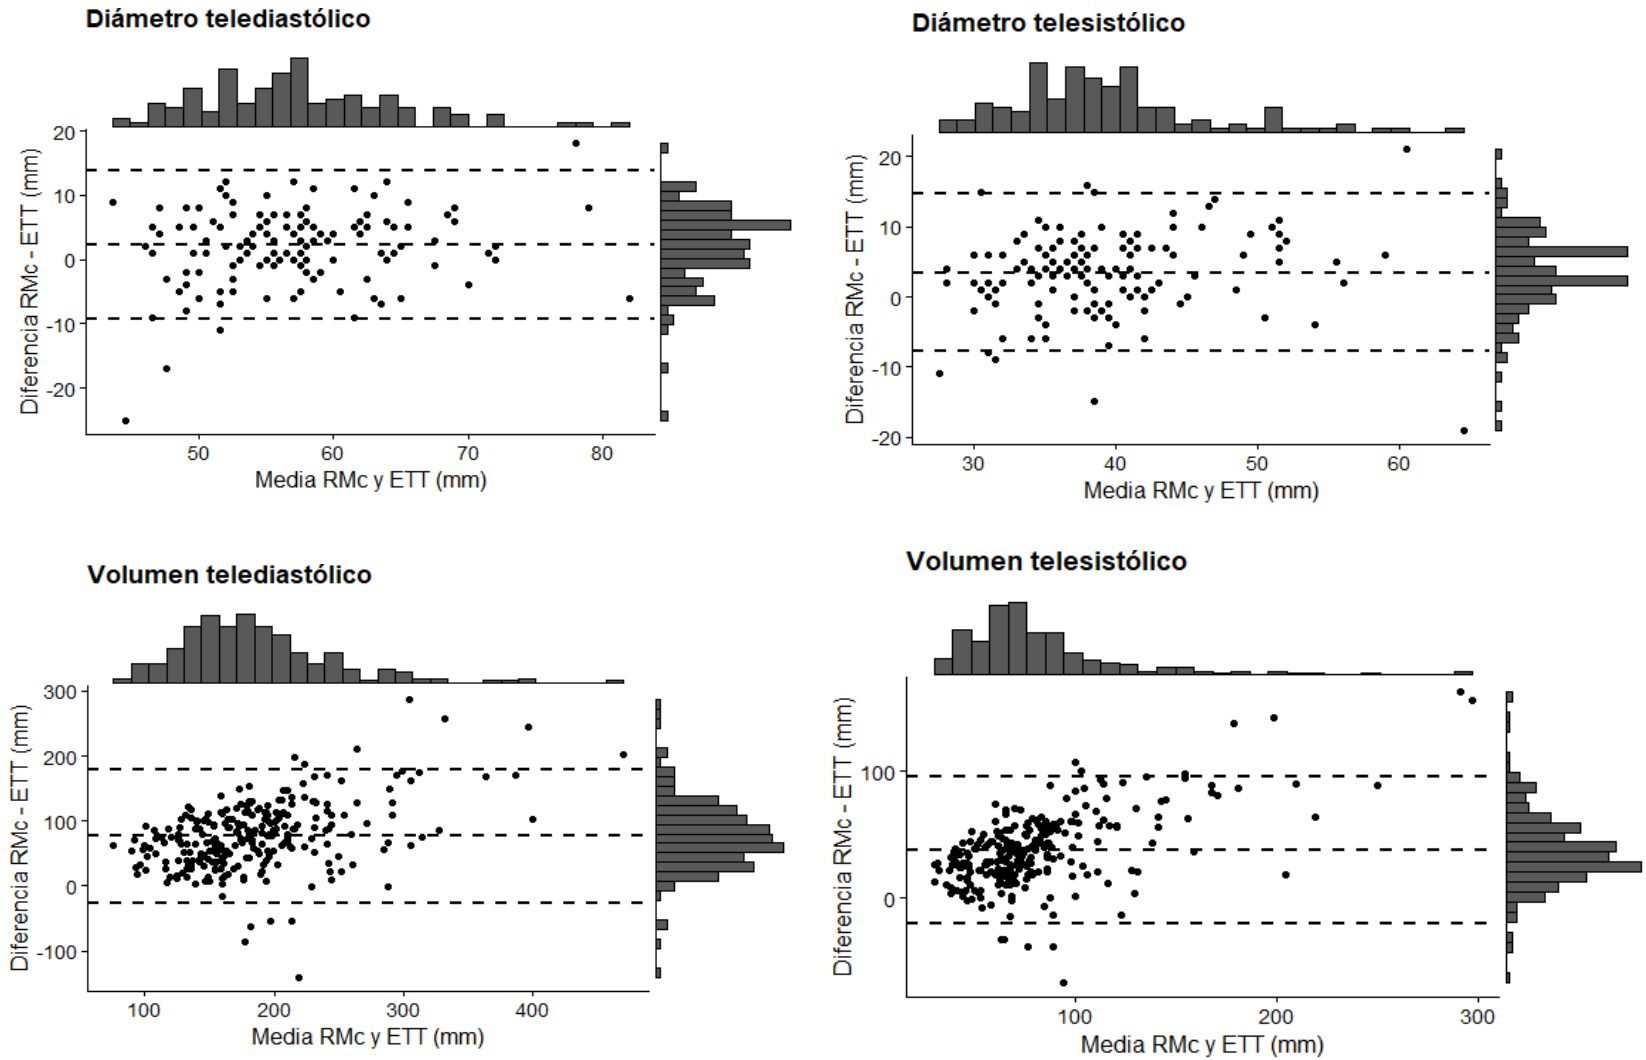 Diámetro telediastólico
20
10
0
-10
-20
Diferencia RMc - ETT (mm)
50 60 70 80
Media RMc y ETT (mm)
Diámetro telesistólico
20
10
0
-10
-20
Diferencia RMc - ETT (mm)
30 40 50 60
Media RMc y ETT (mm)
Volumen telediastólico
300
200
100
0
-100
Diferencia RMc - ETT (mm)
100 200 300 400
Media RMc y ETT (mm)
Volumen telesistólico
100
0
Diferencia RMc - ETT (mm)
100 200 300
Media RMc y ETT (mm)